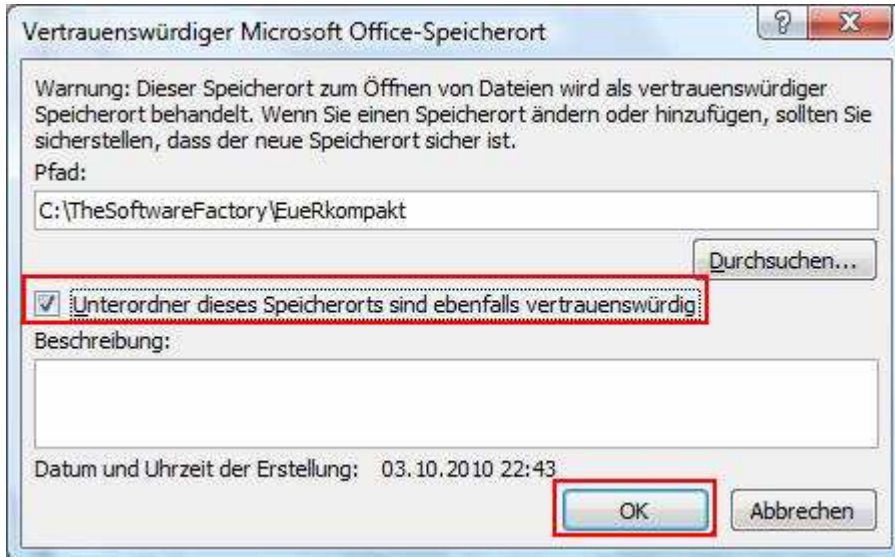 Vertrauenswürdiger Microsoft Office-Speicherort
Warnung: Dieser Speicherort zum Öffnen von Dateien wird als vertrauenswürdiger
Speicherort behandelt. Wenn Sie einen Speicherort ändern oder hinzufügen, sollten Sie
sicherstellen, dass der neue Speicherort sicher ist.
Pfad:
C:\TheSoftwareFactory\EueRkompakt
Durchsuchen...
Unterordner dieses Speicherorts sind ebenfalls vertrauenswürdig
Beschreibung:
Datum und Uhrzeit der Erstellung: 03.10.2010 22:43
OK Abbrechen